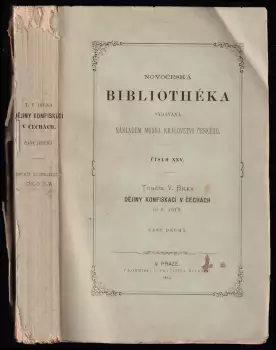 T. V. BÍLKA
DĚJINY KONFISKACÍ
V ČECHÁCH.
ČÁST DRUHÁ
NOVOČESKÁ
BIBLIOTHÉKA
VYDÁVANÁ
NÁKLADEM MUSEA KRÁLOVSTVÍ ČESKÉHO.
ČÍSLO XXV.
TOMÁŠE V. BÍLKA
DĚJINY KONFISKACÍ V ČECHÁCH
PO R. 1618.
ČÁST DRUHÁ
V PRAZE.